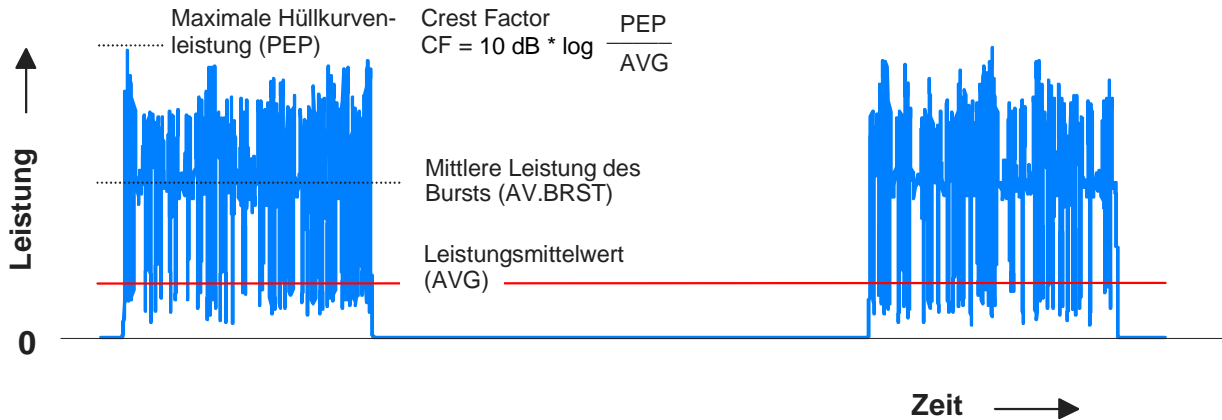 Maximale Hüllkurven-
leistung (PEP)
Crest Factor
CF = 10 dB * log PEP
AVG
Leistung
Mittlere Leistung des
Bursts (AV.BRST)
Leistungsmittelwert
(AVG)
0
Zeit